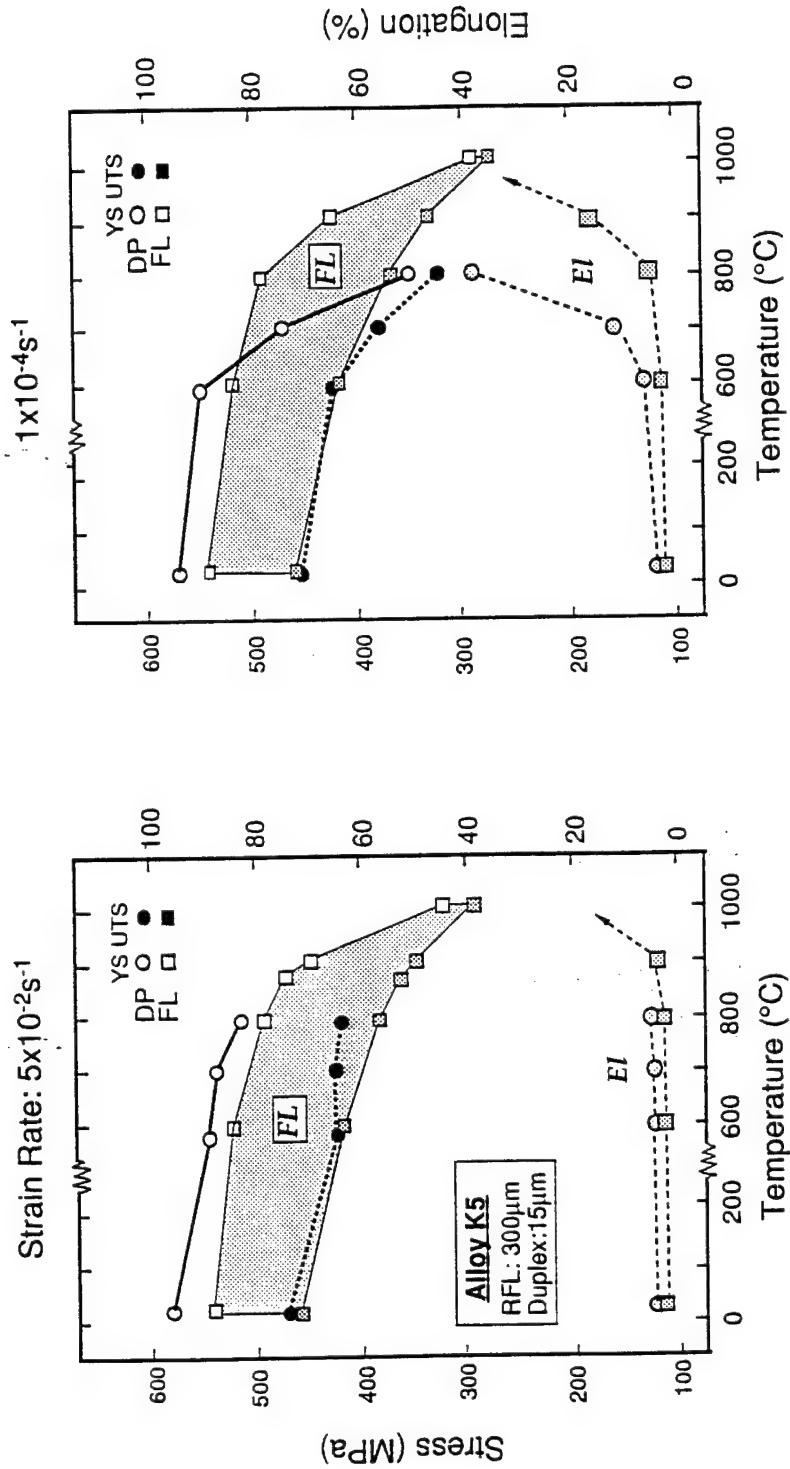 Strain Rate: 5x10⁻²s⁻¹
Stress (MPa)
600
500
400
300
200
100
YS UTS
DP
FL
FL
El
Alloy K5
RFL: 300μm
Duplex:15μm
100
80
60
40
20
0
0
200
600
800
1000
Temperature (°C)
1x10⁻⁴s⁻¹
600
500
400
300
200
100
YS UTS
DP
FL
FL
El
100
80
60
40
20
0
Elongation (%)
0
200
600
800
1000
Temperature (°C)